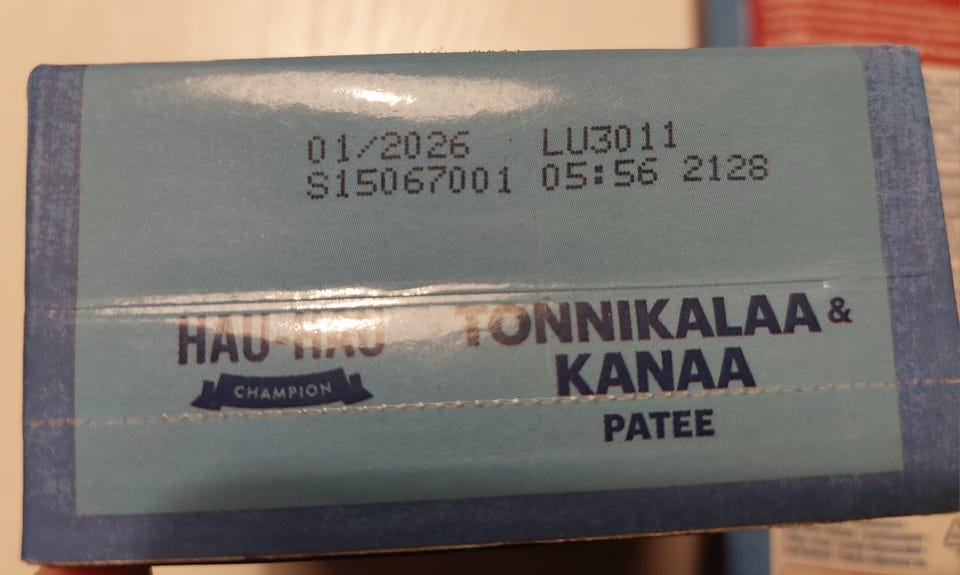 01/2026 LU3011
S15067001 05:56 2128
HAU-HAU
CHAMPION
TONNIKALAA &
KANAA
PATEE